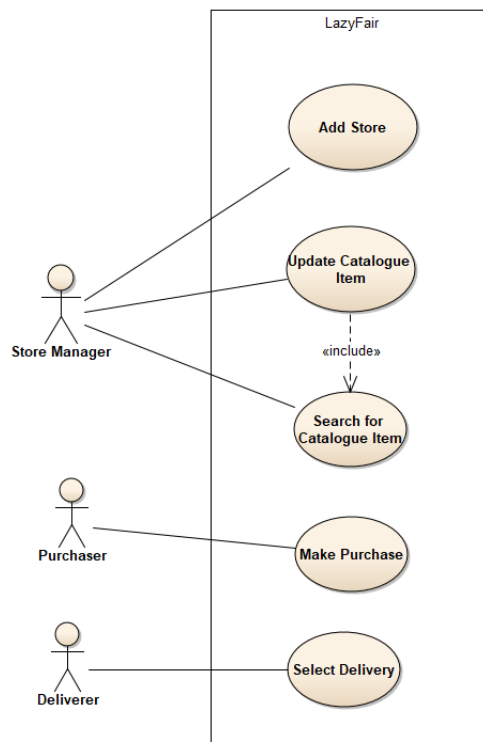 LazyFair
Add Store
Update Catalogue
Item
Store Manager
«include»
Search for
Catalogue Item
Purchaser
Make Purchase
Select Delivery
Deliverer